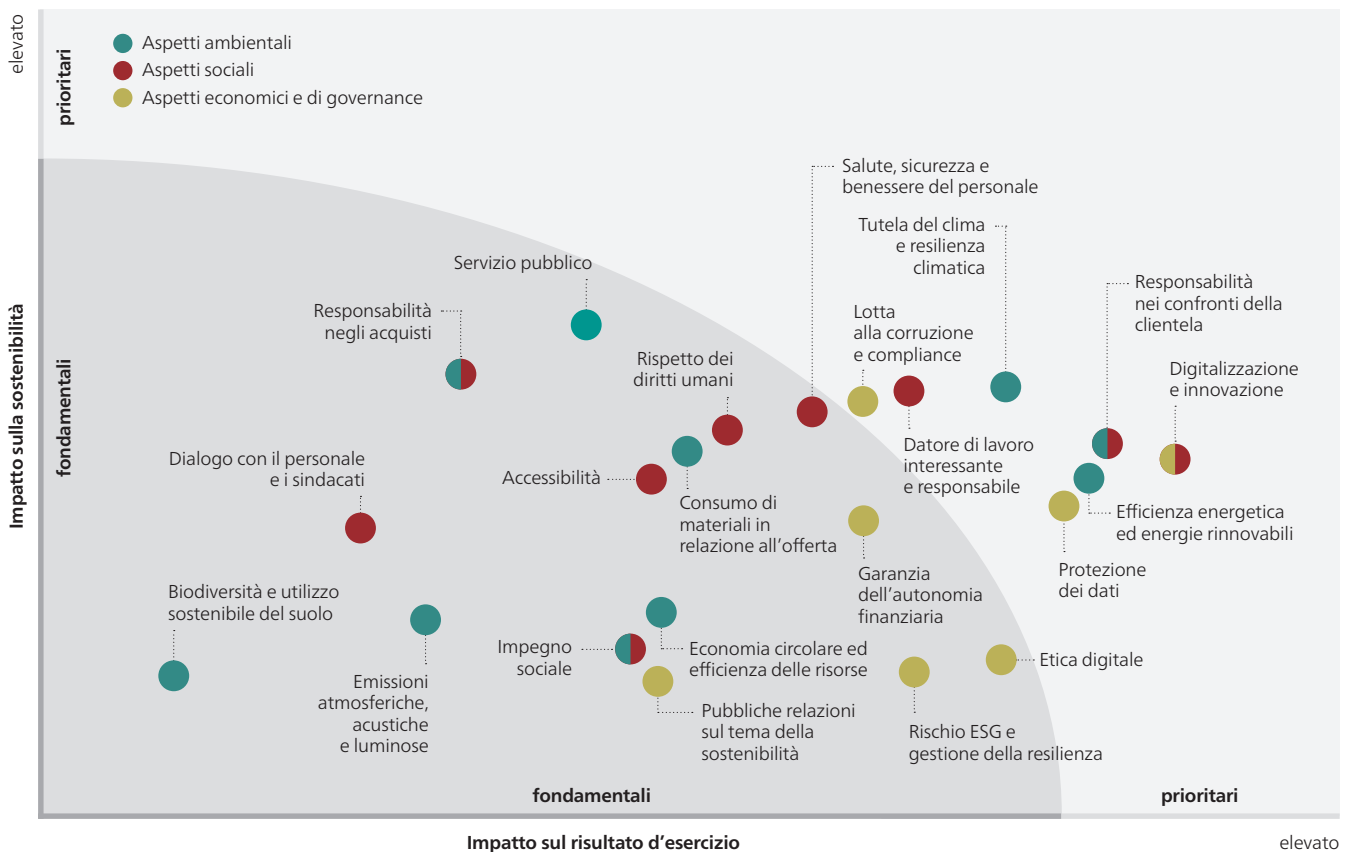 elevato
prioritari
Aspetti ambientali
Aspetti sociali
Aspetti economici e di governance
Impatto sulla sostenibilità
fondamentali
Salute, sicurezza e
benessere del personale
Tutela del clima
e resilienza
climatica
Servizio pubblico
Responsabilità
negli acquisti
Lotta
alla corruzione
e compliance
Responsabilità
nei confronti della
clientela
Rispetto dei
diritti umani
Digitalizzazione
e innovazione
Dialogo con il personale
e i sindacati
Accessibilità
Consumo di
materiali in
relazione all’offerta
Datore di lavoro
interessante
e responsabile
Efficienza energetica
ed energie rinnovabili
Protezione
dei dati
Garanzia
dell’autonomia
finanziaria
Biodiversità e utilizzo
sostenibile del suolo
Emissioni
atmosferiche,
acustiche
e luminose
Impegno
sociale
Economia circolare ed
efficienza delle risorse
Etica digitale
Pubbliche relazioni
sul tema della
sostenibilità
Rischio ESG e
gestione della resilienza
fondamentali
prioritari
Impatto sul risultato d’esercizio
elevato